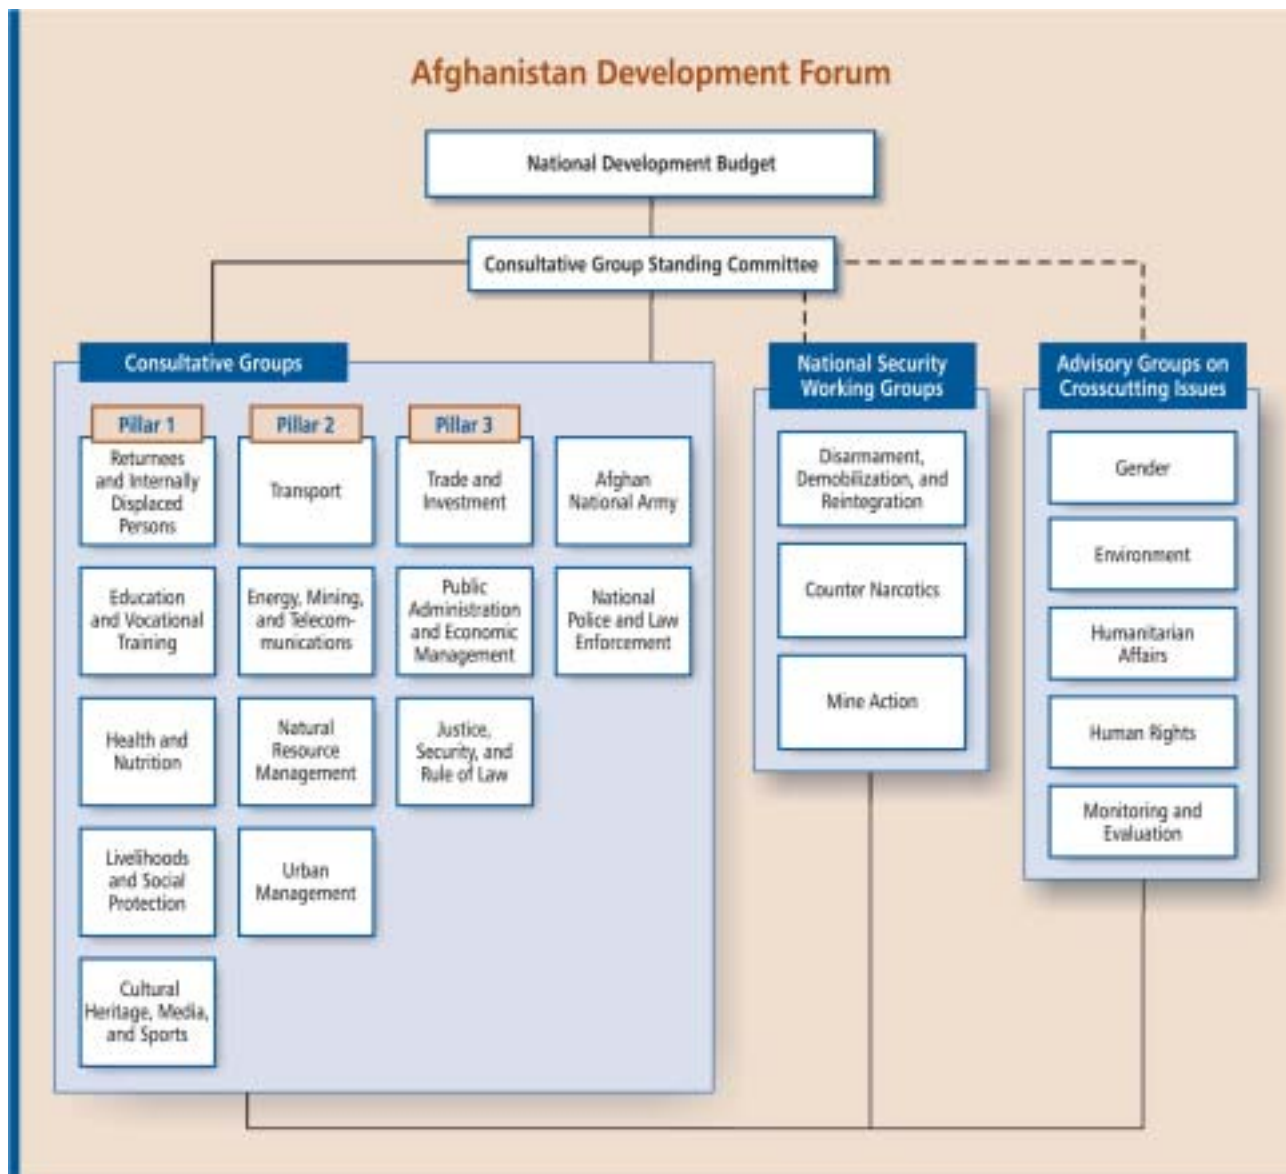 Afghanistan Development Forum
National Development Budget
Consultative Group Standing Committee
Consultative Groups
Pillar 1
Returnees
and Internally
Displaced
Persons
Education
and Vocational
Training
Health and
Nutrition
Livelihoods
and Social
Protection
Cultural
Heritage, Media,
and Sports
Pillar 2
Transport
Energy, Mining,
and Telecom-
munications
Natural
Resource
Management
Urban
Management
Pillar 3
Trade and
Investment
Public
Administration
and Economic
Management
Justice,
Security, and
Rule of Law
Afghan
National Army
National
Police and Law
Enforcement
National Security
Working Groups
Disarmament,
Demobilization, and
Reintegration
Counter Narcotics
Mine Action
Advisory Groups on
Crosscutting Issues
Gender
Environment
Humanitarian
Affairs
Human Rights
Monitoring and
Evaluation